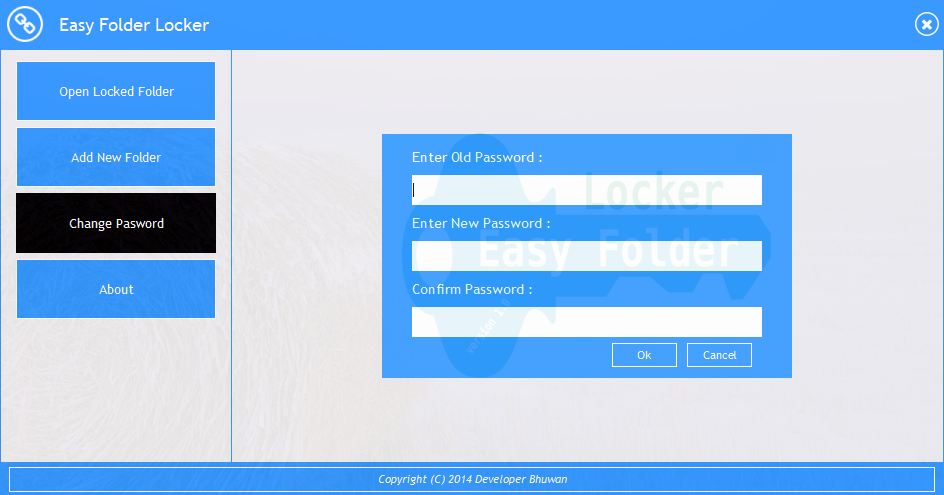 Easy Folder Locker
Open Locked Folder
Add New Folder
Change Pasword
About
Enter Old Password :
Locker
Enter New Password :
Easy Folder
Confirm Password :
version 1.0
Ok
Cancel
Copyright (C) 2014 Developer Bhuwan